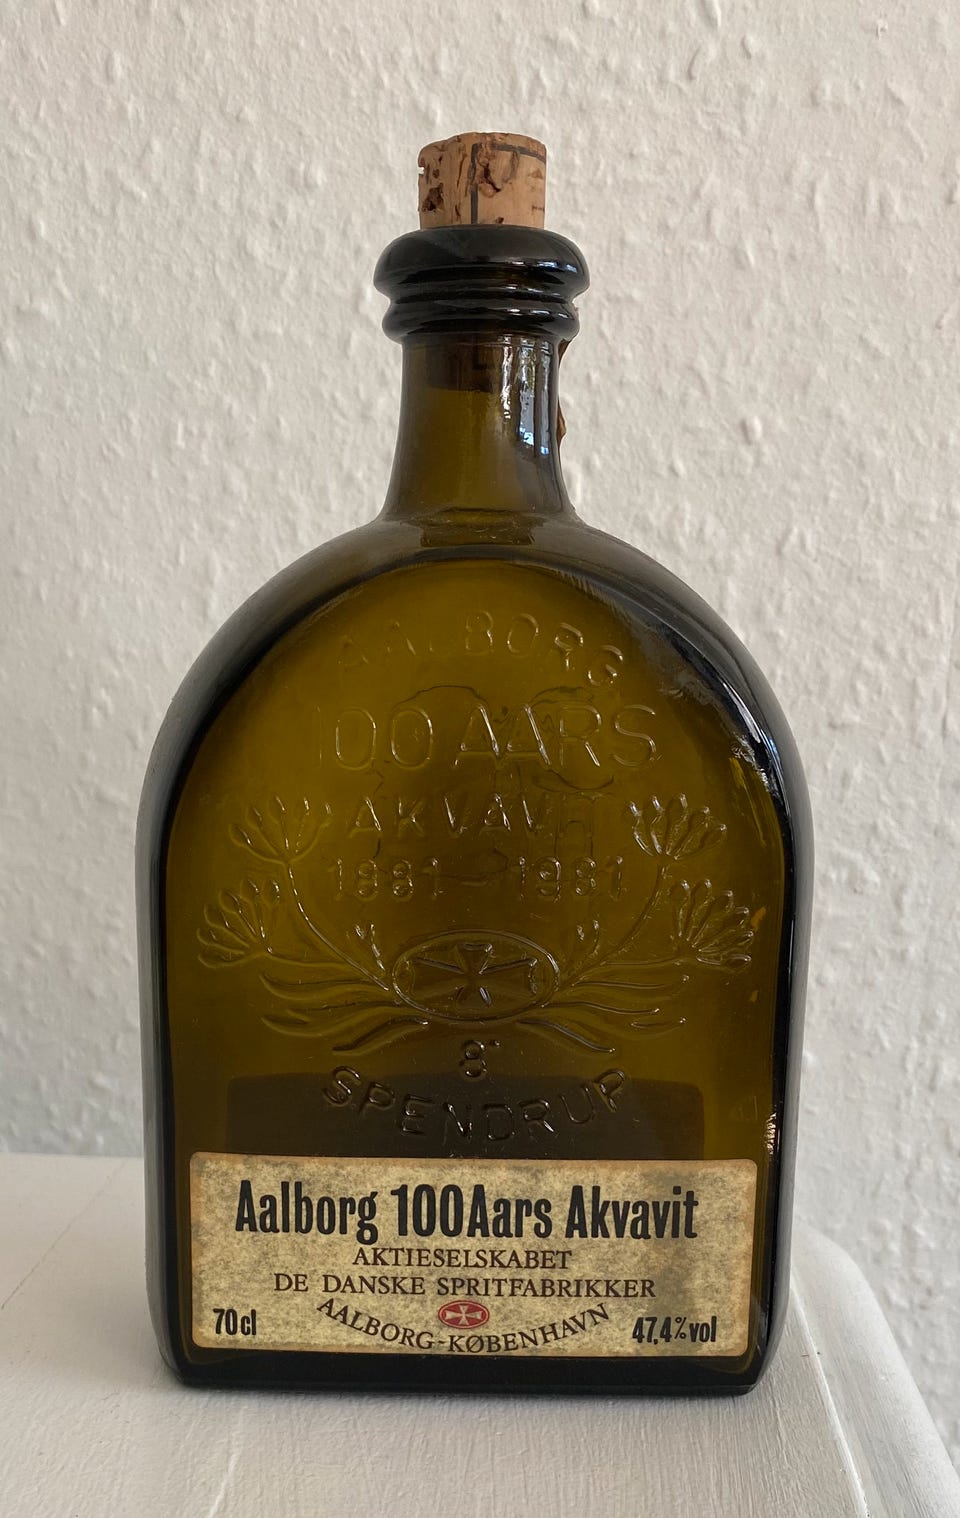 AALBORG
100 AARS
AKVAVIT
1881-1981
SPENDRUP
Aalborg 100Aars Akvavit
AKTIESELSKABET
DE DANSKE SPRITFABRIKKER
AALBORG-KØBENHAVN
70cl
47,4% vol